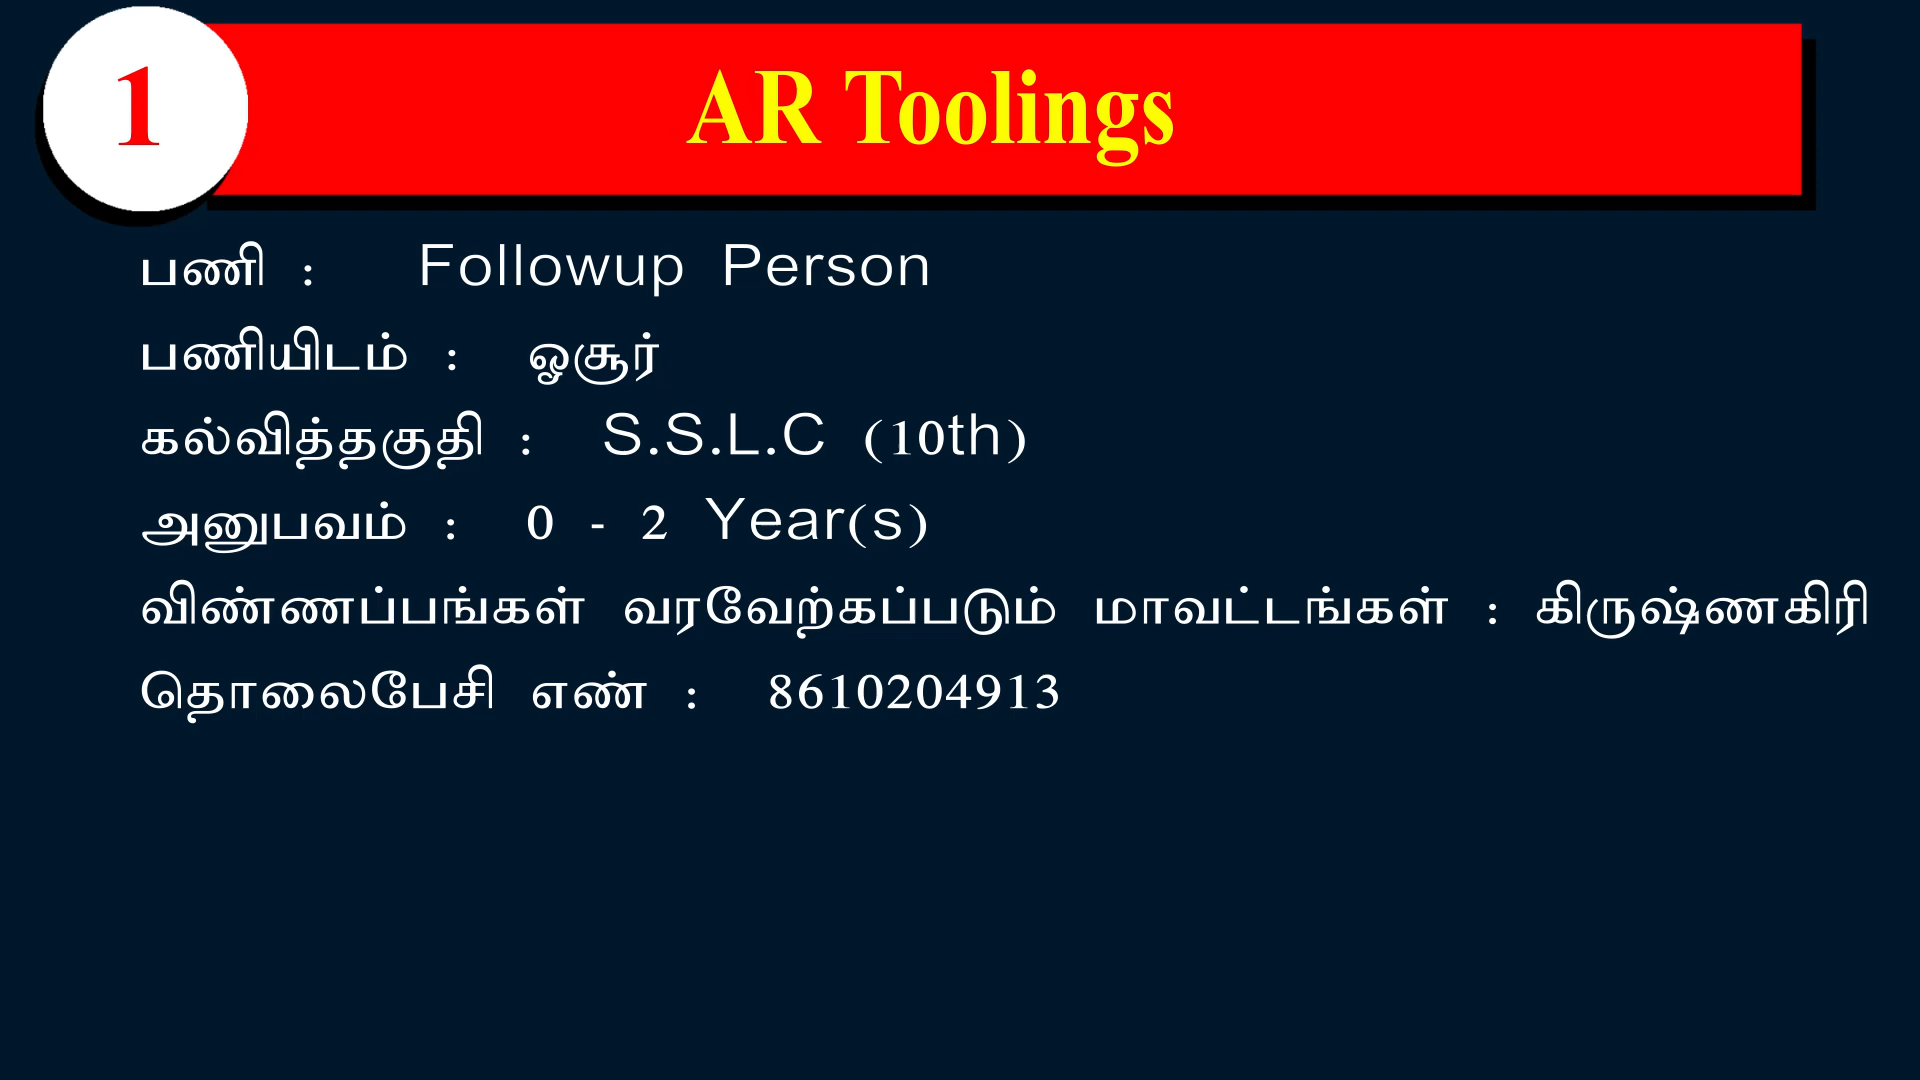 1
AR Toolings
பணி : Followup Person
பணியிடம் : ஓசூர்
கல்வித்தகுதி : S.S.L.C (10th)
அனுபவம் : 0 - 2 Year(s)
விண்ணப்பங்கள் வரவேற்கப்படும் மாவட்டங்கள் : கிருஷ்ணகிரி
தொலைபேசி எண் : 8610204913